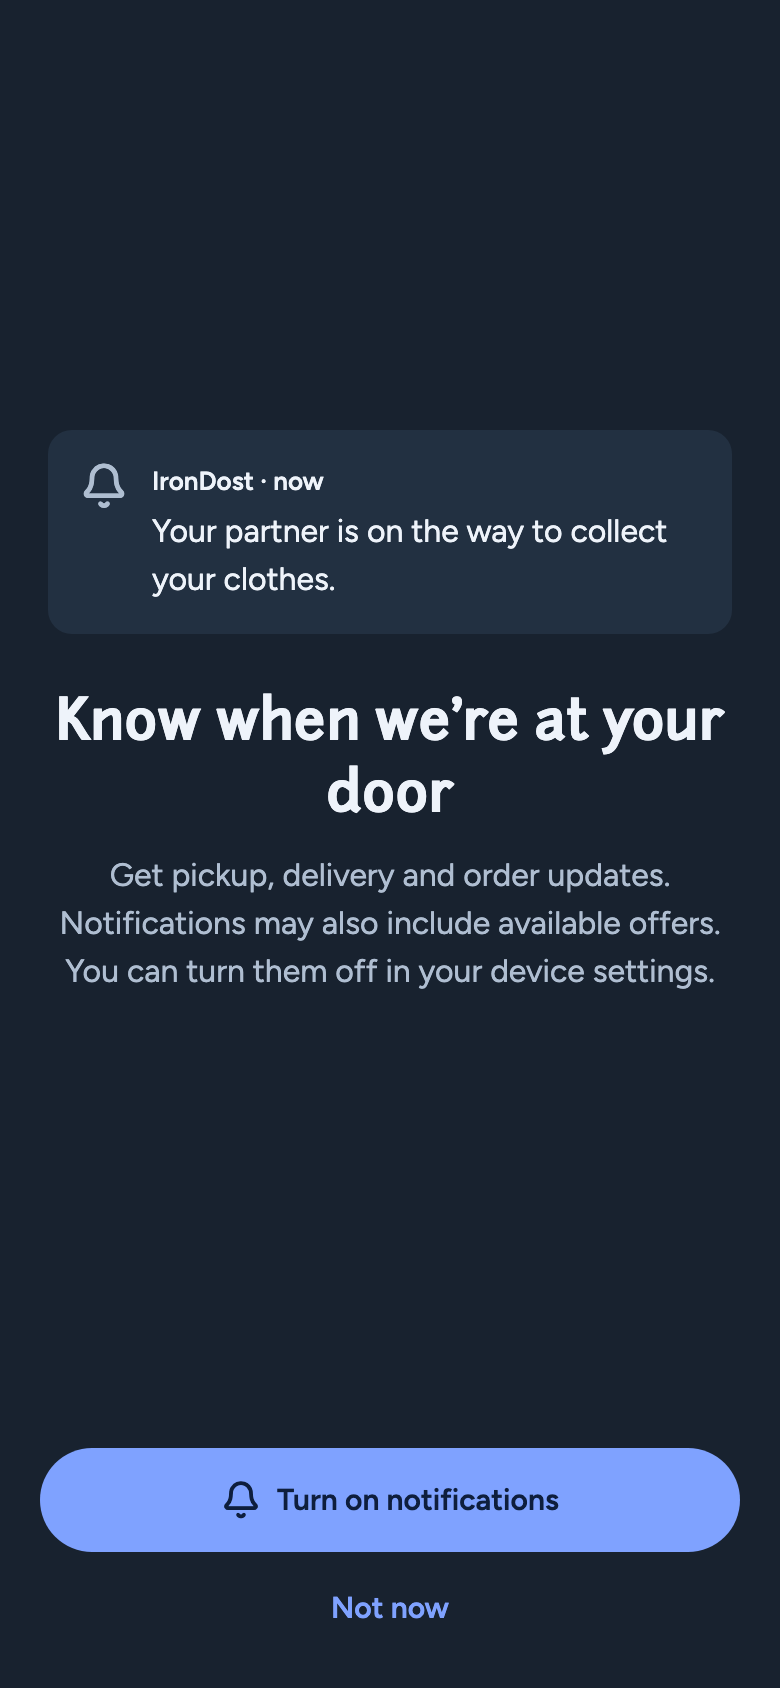 IronDost · now
Your partner is on the way to collect
your clothes.
Know when we’re at your
door
Get pickup, delivery and order updates.
Notifications may also include available offers.
You can turn them off in your device settings.
Turn on notifications
Not now